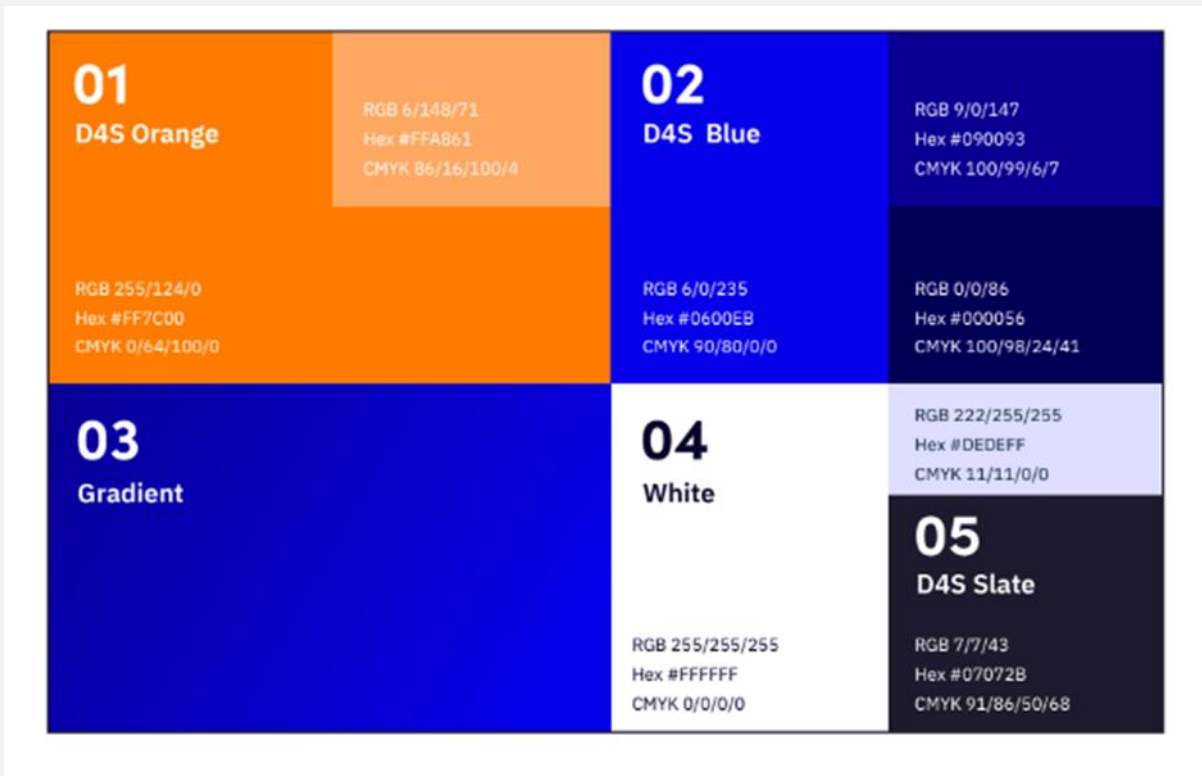 01
D4S Orange
RGB 6/148/71
Hex #FFA861
CMYK 86/16/100/4
RGB 255/124/0
Hex #FF7C00
CMYK 0/64/100/0
02
D4S Blue
RGB 6/0/235
Hex #0600EB
CMYK 90/80/0/0
RGB 9/0/147
Hex #090093
CMYK 100/99/6/7
RGB 0/0/86
Hex #000056
CMYK 100/98/24/41
03
Gradient
04
White
RGB 255/255/255
Hex #FFFFFF
CMYK 0/0/0/0
RGB 222/255/255
Hex #DEDEFF
CMYK 11/11/0/0
05
D4S Slate
RGB 7/7/43
Hex #07072B
CMYK 91/86/50/68